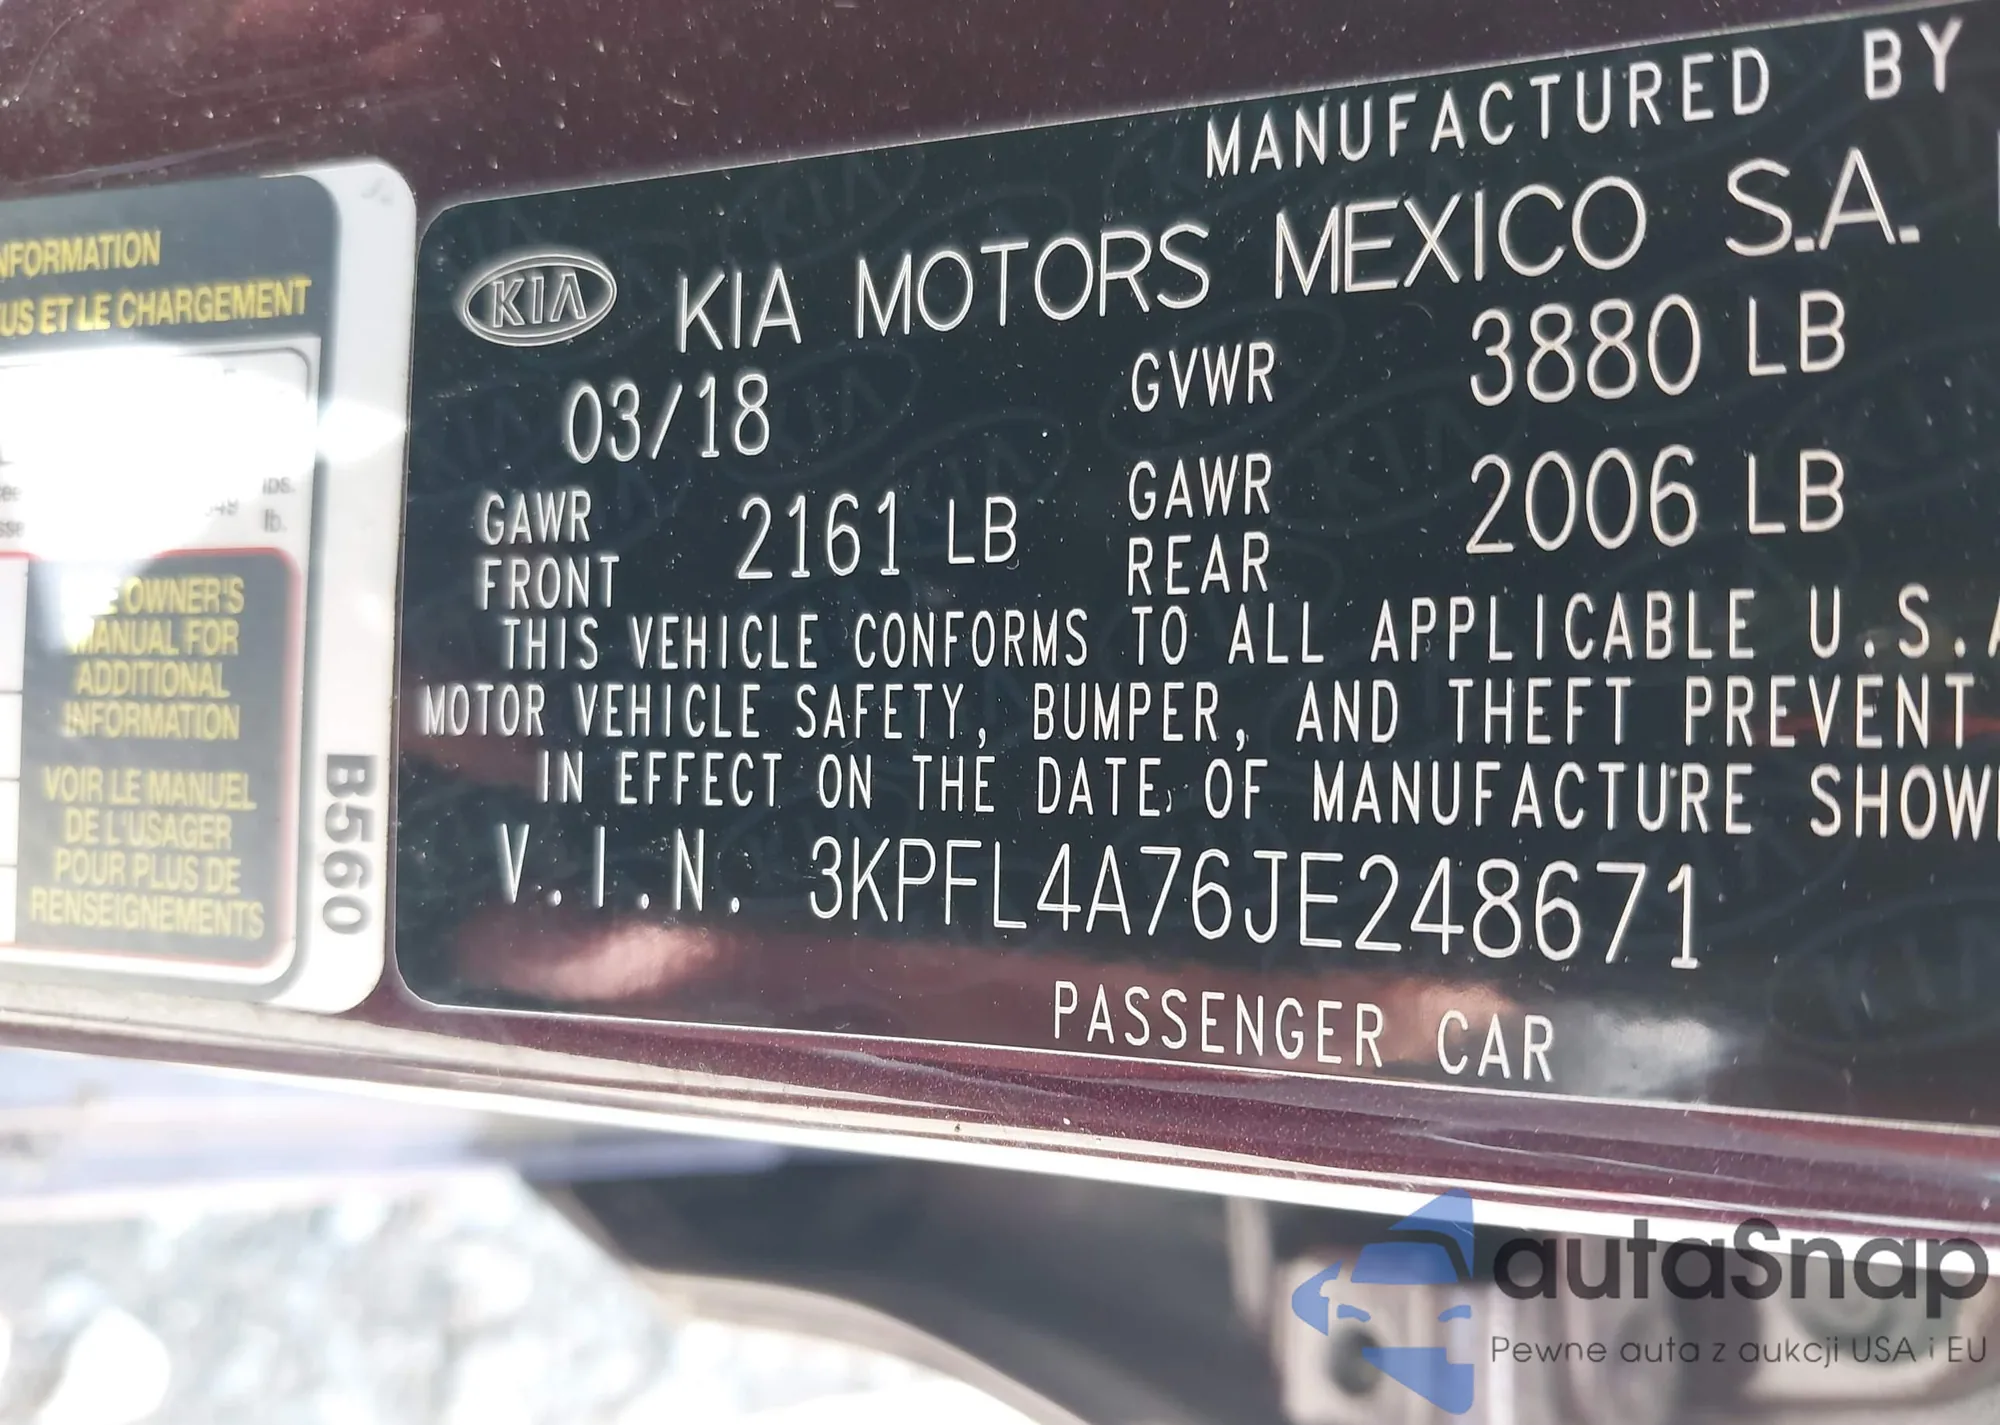 NFORMATION
US ET LE CHARGEMENT
lbs.
lb.
OWNER'S
MANUAL FOR
ADDITIONAL
INFORMATION
VOIR LE MANUEL
DE L'USAGER
POUR PLUS DE
RENSEIGNEMENTS
B560
MANUFACTURED BY
KIA KIA MOTORS MEXICO S.A.
03/18 GVWR 3880 LB
GAWR FRONT 2161 LB GAWR REAR 2006 LB
THIS VEHICLE CONFORMS TO ALL APPLICABLE U.S.A
MOTOR VEHICLE SAFETY, BUMPER, AND THEFT PREVENT
IN EFFECT ON THE DATE OF MANUFACTURE SHOW
V.I.N. 3KPFL4A76JE248671
PASSENGER CAR
autaSnap
Pewne auta z aukcji USA i EU